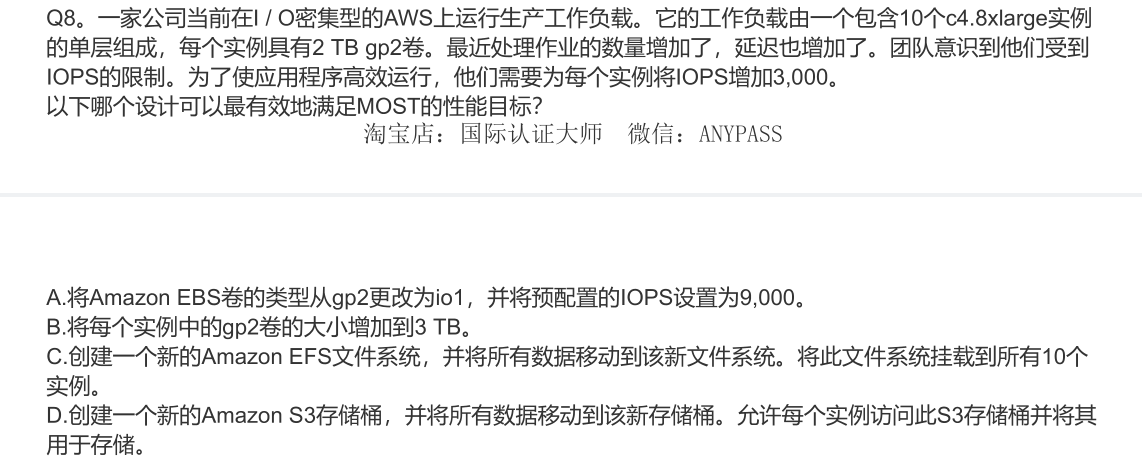 Q8。一家公司当前在I / O密集型的AWS上运行生产工作负载。它的工作负载由一个包含10个c4.8xlarge实例
的单层组成，每个实例具有2 TB gp2卷。最近处理作业的数量增加了，延迟也增加了。团队意识到他们受到
IOPS的限制。为了使应用程序高效运行，他们需要为每个实例将IOPS增加3,000。
以下哪个设计可以最有效地满足MOST的性能目标？
淘宝店：国际认证大师 微信：ANYPASS
A.将Amazon EBS卷的类型从gp2更改为io1，并将预配置的IOPS设置为9,000。
B.将每个实例中的gp2卷的大小增加到3 TB。
C.创建一个新的Amazon EFS文件系统，并将所有数据移动到该新文件系统。将此文件系统挂载到所有10个
实例。
D.创建一个新的Amazon S3存储桶，并将所有数据移动到该新存储桶。允许每个实例访问此S3存储桶并将其
用于存储。